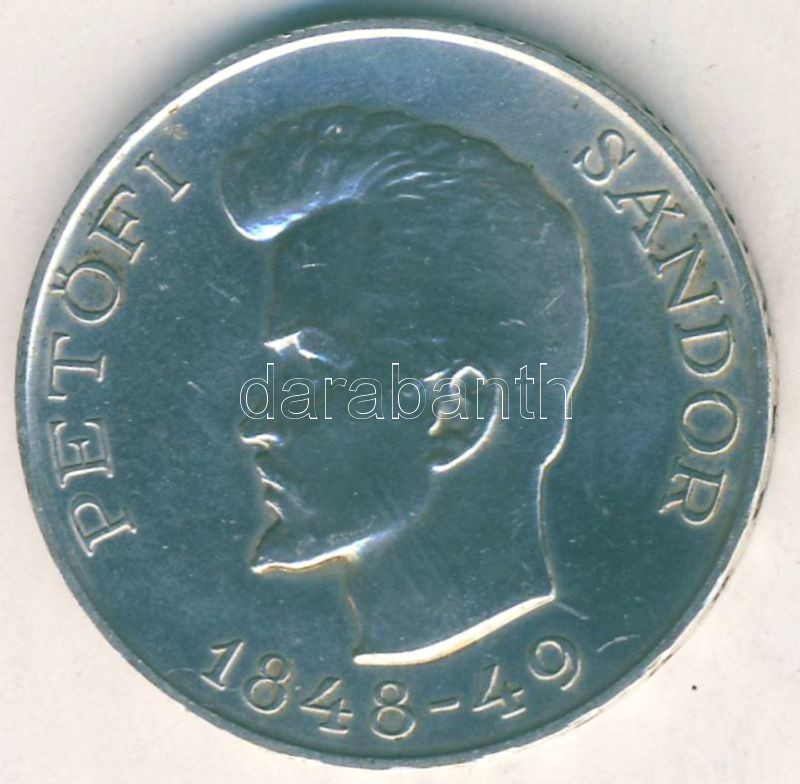 PETŐFI SÁNDOR
1848-49
darabanth